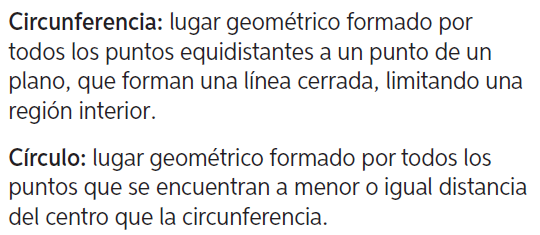 Circunferencia: lugar geométrico formado por
todos los puntos equidistantes a un punto de un
plano, que forman una línea cerrada, limitando una
región interior.
Círculo: lugar geométrico formado por todos los
puntos que se encuentran a menor o igual distancia
del centro que la circunferencia.